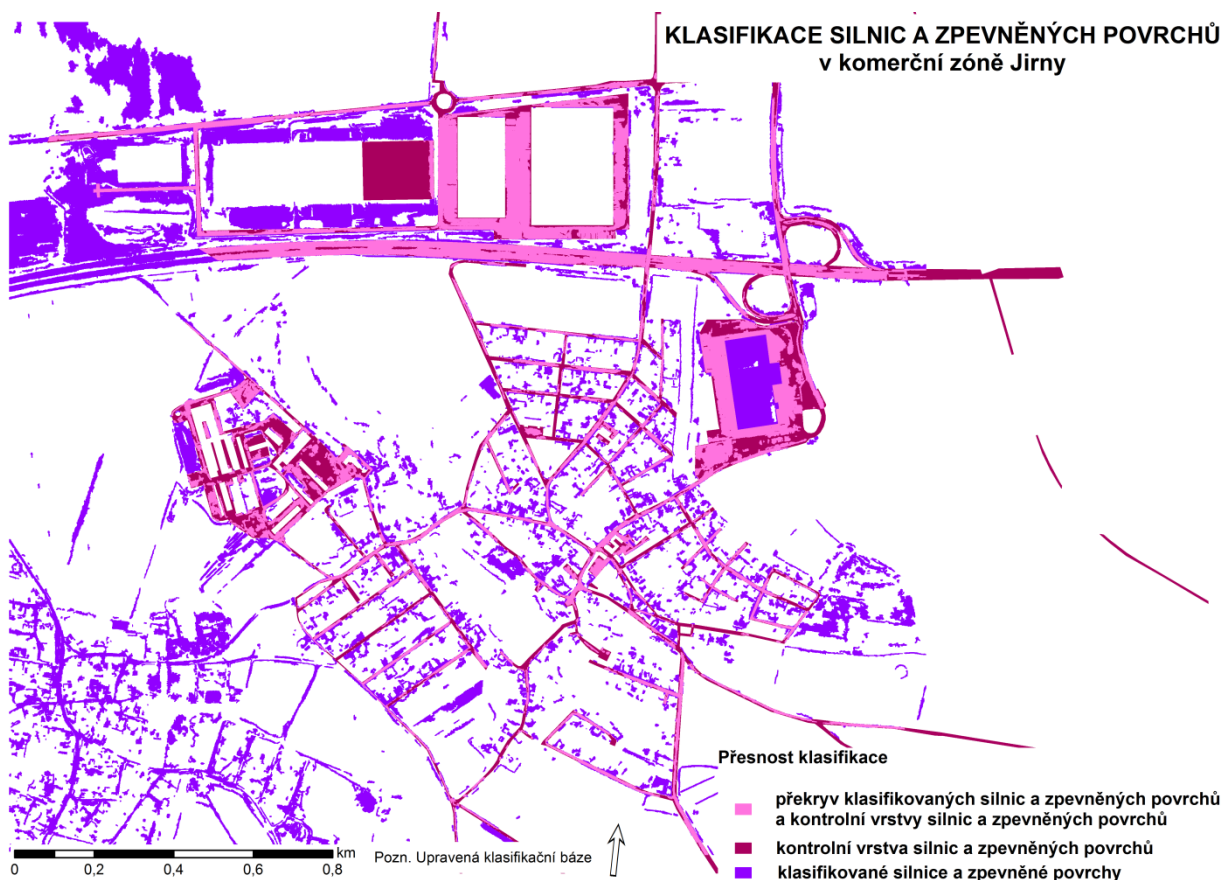 KLASIFIKACE SILNIC A ZPEVNĚNÝCH POVRCHŮ
v komerční zóně Jirny
Přesnost klasifikace
překryv klasifikovaných silnic a zpevněných povrchů
a kontrolní vrstvy silnic a zpevněných povrchů
kontrolní vrstva silnic a zpevněných povrchů
klasifikované silnice a zpevněné povrchy
km
0 0,2 0,4 0,6 0,8
Pozn. Upravená klasifikační báze